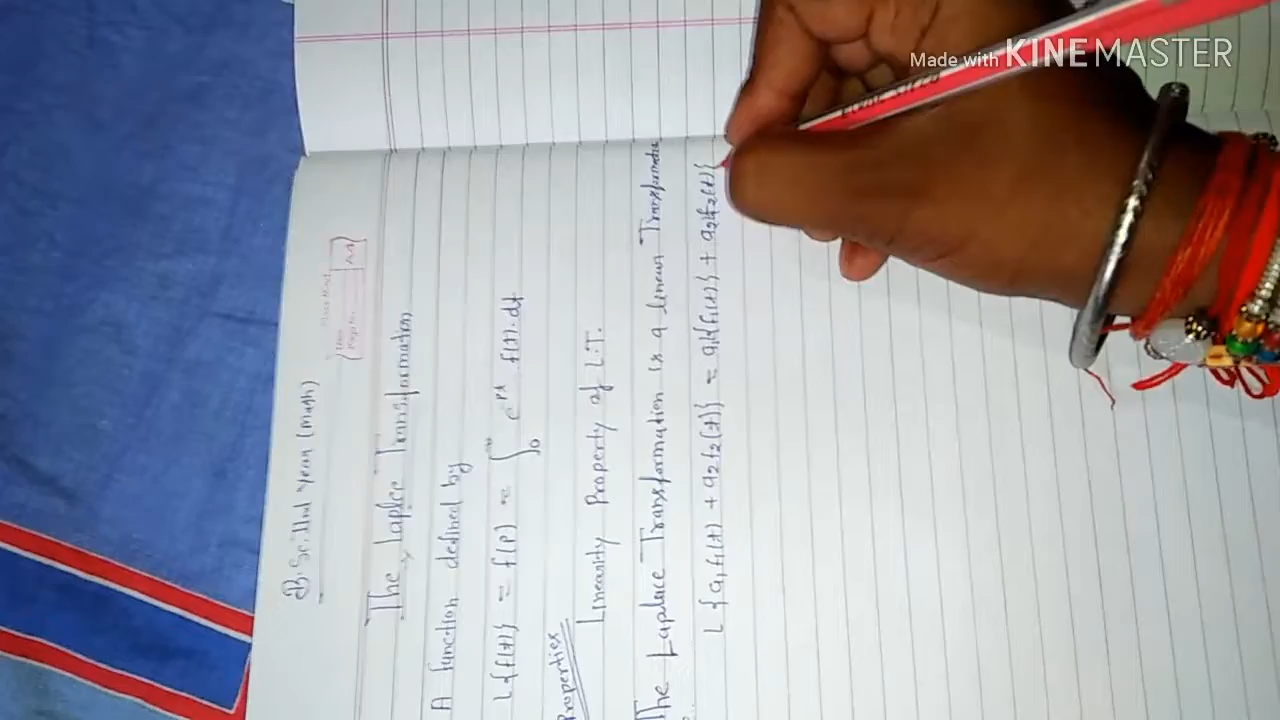 Made with KINEMASTER
B.Sc IInd year (math)
The Laplce Transformation
A function defined by
L{f(t)} = f(p) = ∫₀^∞ e^-pt f(t).dt
Properties
Linearity Property of L.T.
The Laplace Transformation is a linear Transformation
L{a₁f₁(t) + a₂f₂(t)} = a₁L{f₁(t)} + a₂L{f₂(t)}